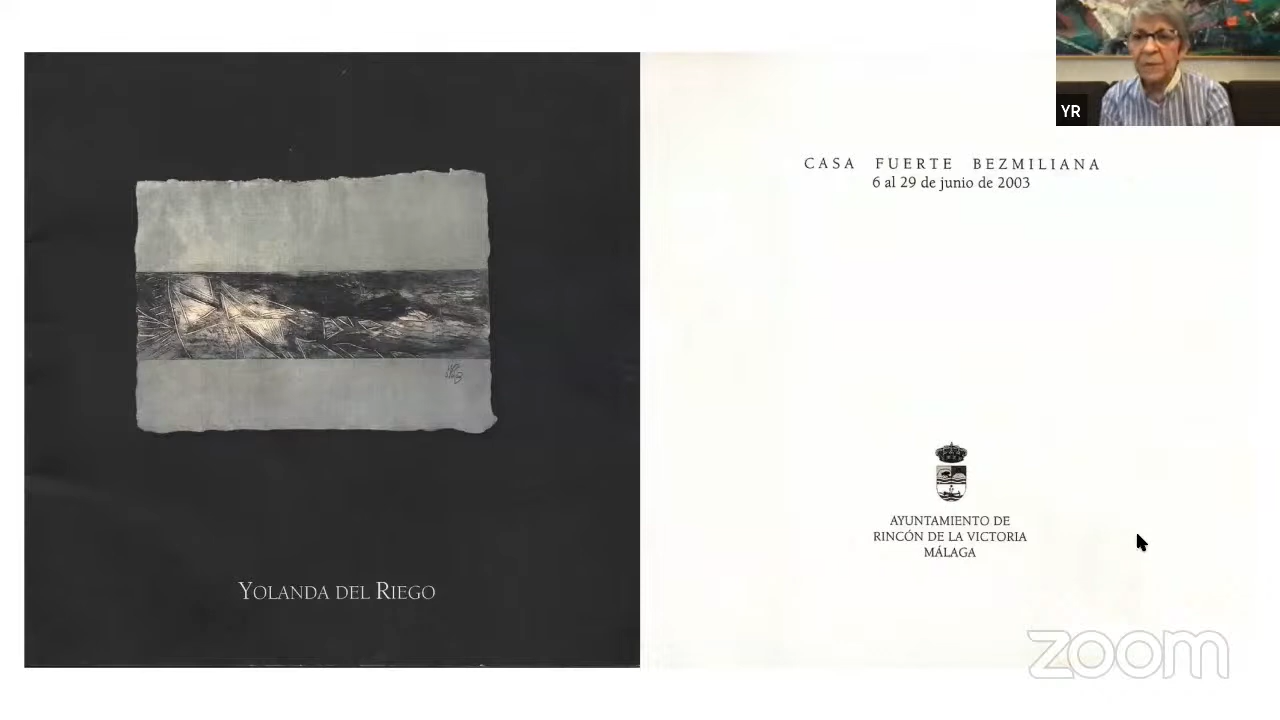 YR
YOLANDA DEL RIEGO
CASA FUERTE BEZMILIANA
6 al 29 de junio de 2003
AYUNTAMIENTO DE
RINCÓN DE LA VICTORIA
MÁLAGA
zoom